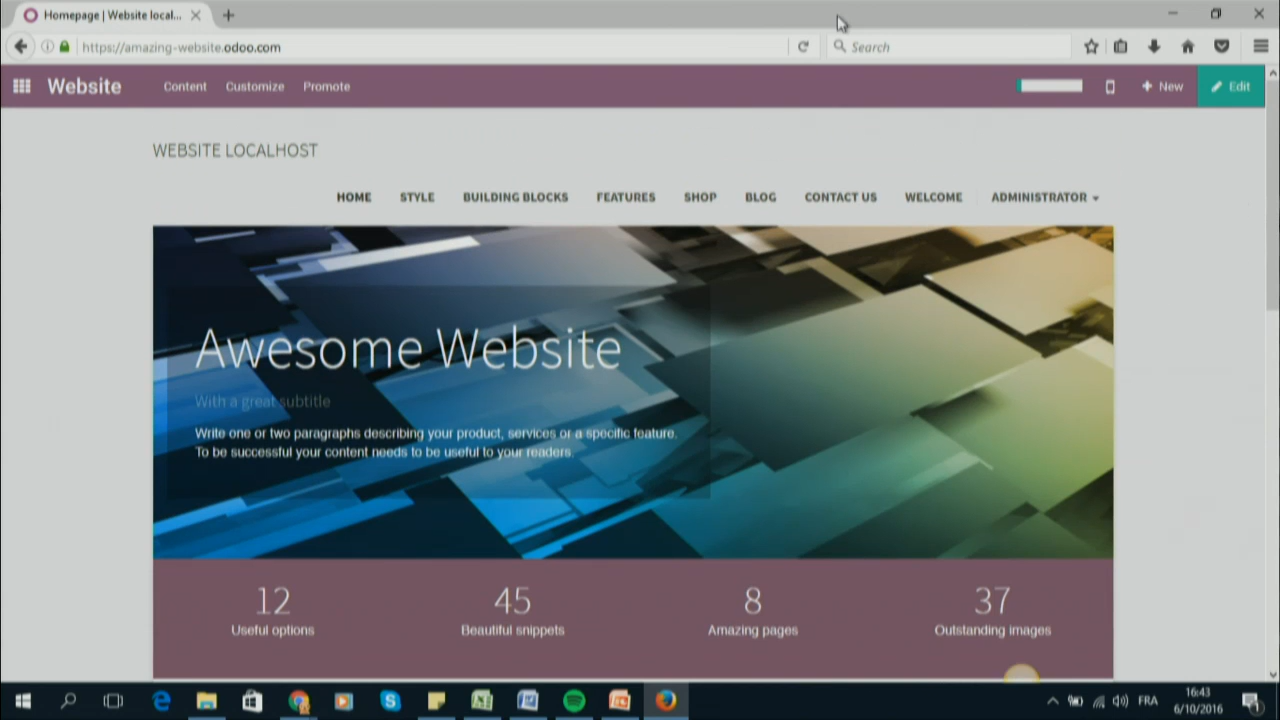 Homepage | Website local...
https://amazing-website.odoo.com
Search
Website
Content
Customize
Promote
New
Edit
WEBSITE LOCALHOST
HOME
STYLE
BUILDING BLOCKS
FEATURES
SHOP
BLOG
CONTACT US
WELCOME
ADMINISTRATOR
Awesome Website
With a great subtitle
Write one or two paragraphs describing your product, services or a specific feature.
To be successful your content needs to be useful to your readers.
12
45
8
37
Useful options
Beautiful snippets
Amazing pages
Outstanding images
FRA
16:43
6/10/2016
1